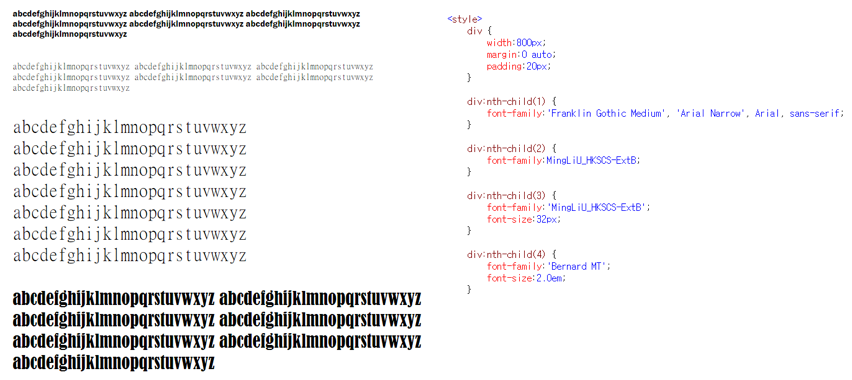 abcdefghijklmnopqrstuvwxyz abcdefghijklmnopqrstuvwxyz abcdefghijklmnopqrstuvwxyz
abcdefghijklmnopqrstuvwxyz abcdefghijklmnopqrstuvwxyz abcdefghijklmnopqrstuvwxyz
abcdefghijklmnopqrstuvwxyz
abcdefghijklmnopqrstuvwxyz abcdefghijklmnopqrstuvwxyz abcdefghijklmnopqrstuvwxyz
abcdefghijklmnopqrstuvwxyz abcdefghijklmnopqrstuvwxyz abcdefghijklmnopqrstuvwxyz
abcdefghijklmnopqrstuvwxyz
abcdefghijklmnopqrstuvwxyz
abcdefghijklmnopqrstuvwxyz
abcdefghijklmnopqrstuvwxyz
abcdefghijklmnopqrstuvwxyz
abcdefghijklmnopqrstuvwxyz
abcdefghijklmnopqrstuvwxyz
abcdefghijklmnopqrstuvwxyz
abcdefghijklmnopqrstuvwxyz abcdefghijklmnopqrstuvwxyz
abcdefghijklmnopqrstuvwxyz abcdefghijklmnopqrstuvwxyz
abcdefghijklmnopqrstuvwxyz abcdefghijklmnopqrstuvwxyz
abcdefghijklmnopqrstuvwxyz
<style>
div {
width:800px;
margin:0 auto;
padding:20px;
}
div:nth-child(1) {
font-family:'Franklin Gothic Medium', 'Arial Narrow', Arial, sans-serif;
}
div:nth-child(2) {
font-family:MingLiU_HKSCS-ExtB;
}
div:nth-child(3) {
font-family:'MingLiU_HKSCS-ExtB';
font-size:32px;
}
div:nth-child(4) {
font-family:'Bernard MT';
font-size:2.0em;
}